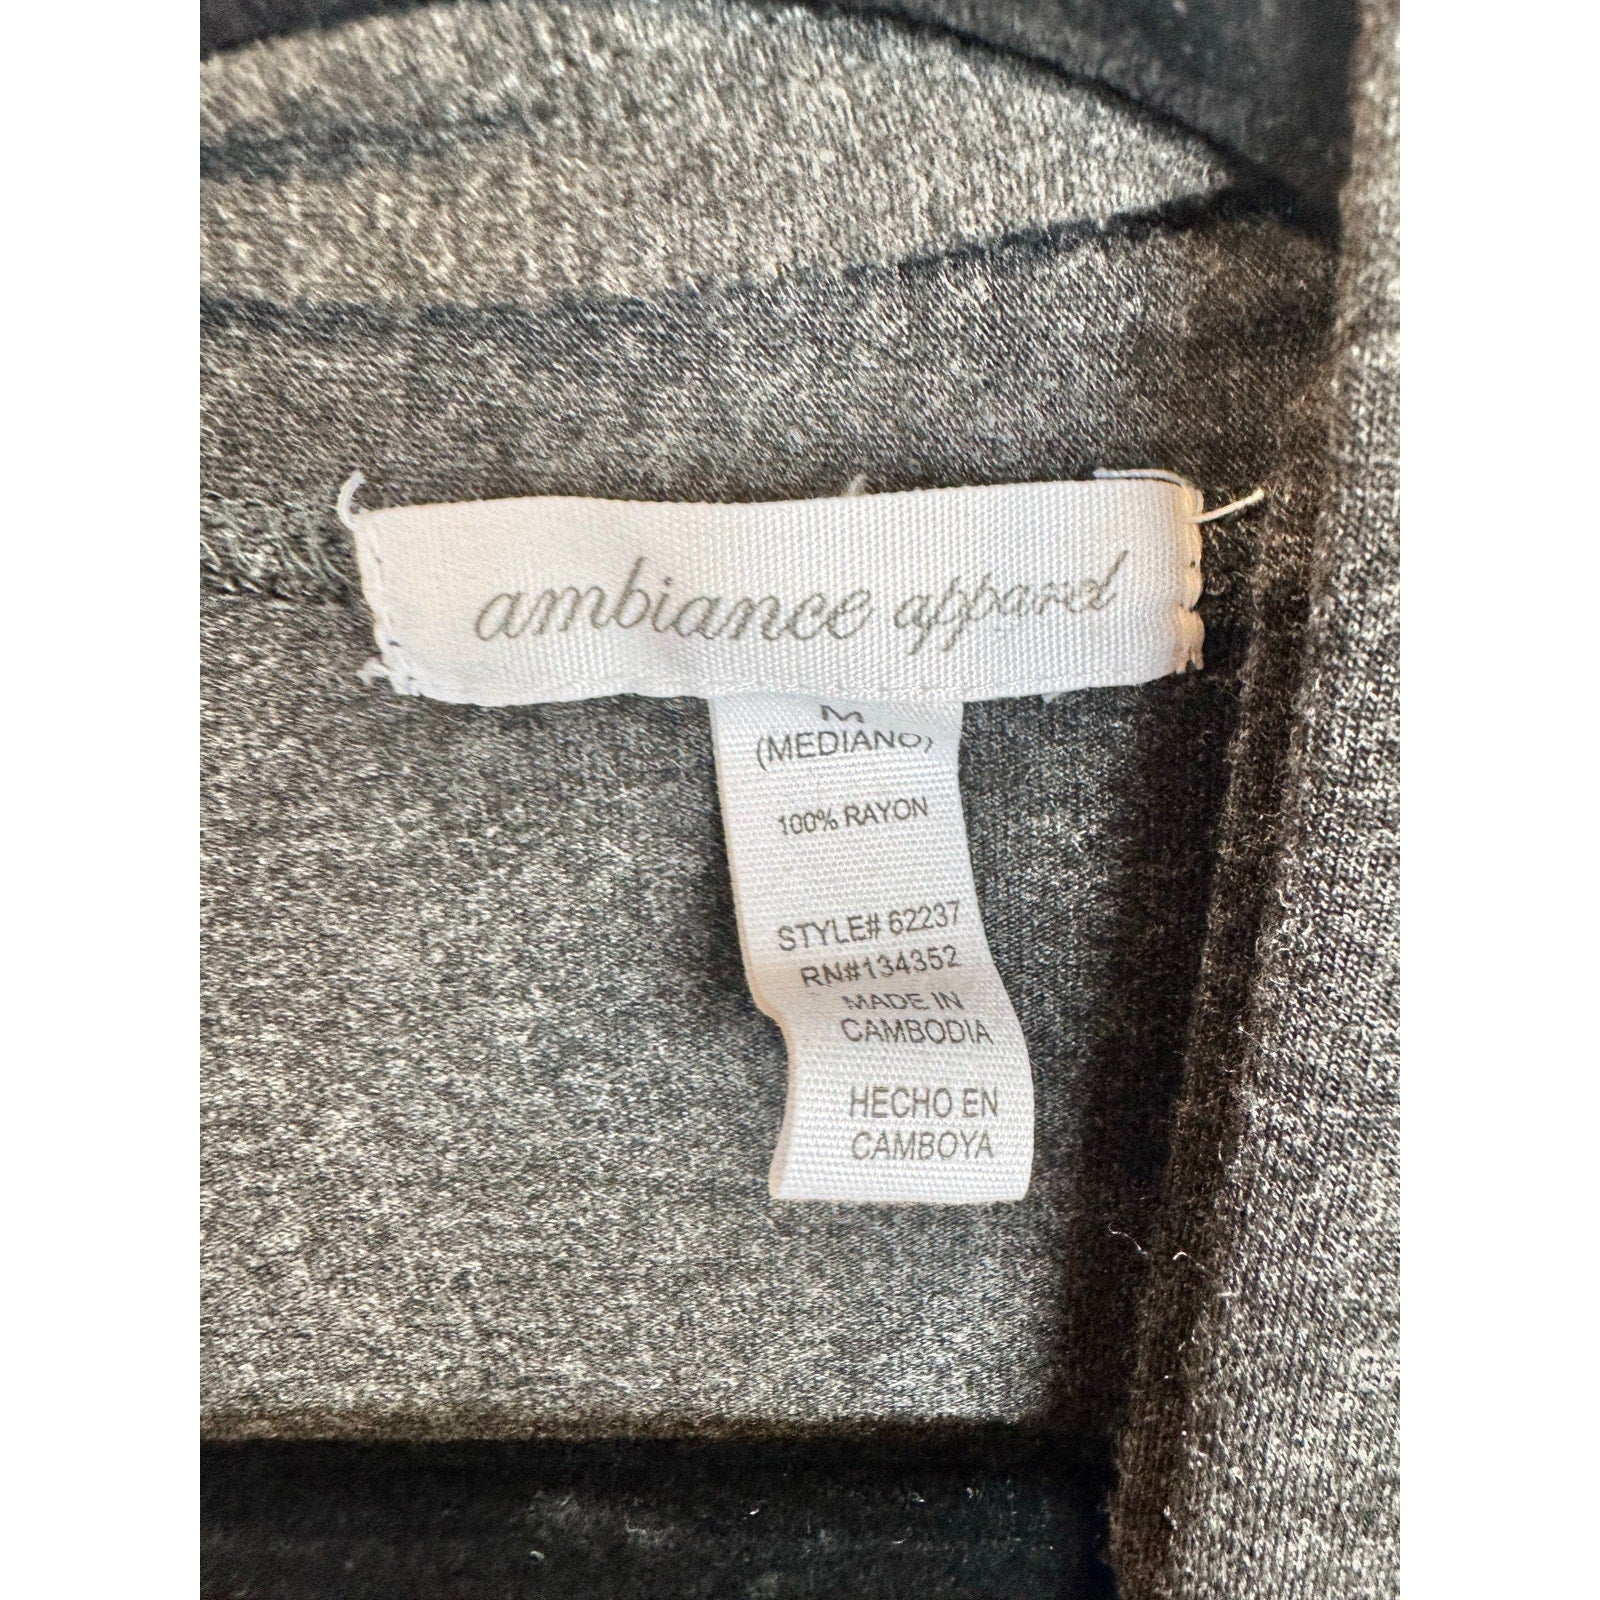 ambiance apparel
M
(MEDIANO)
100% RAYON
STYLE# 62237
RN#134352
MADE IN
CAMBODIA
HECHO EN
CAMBOYA